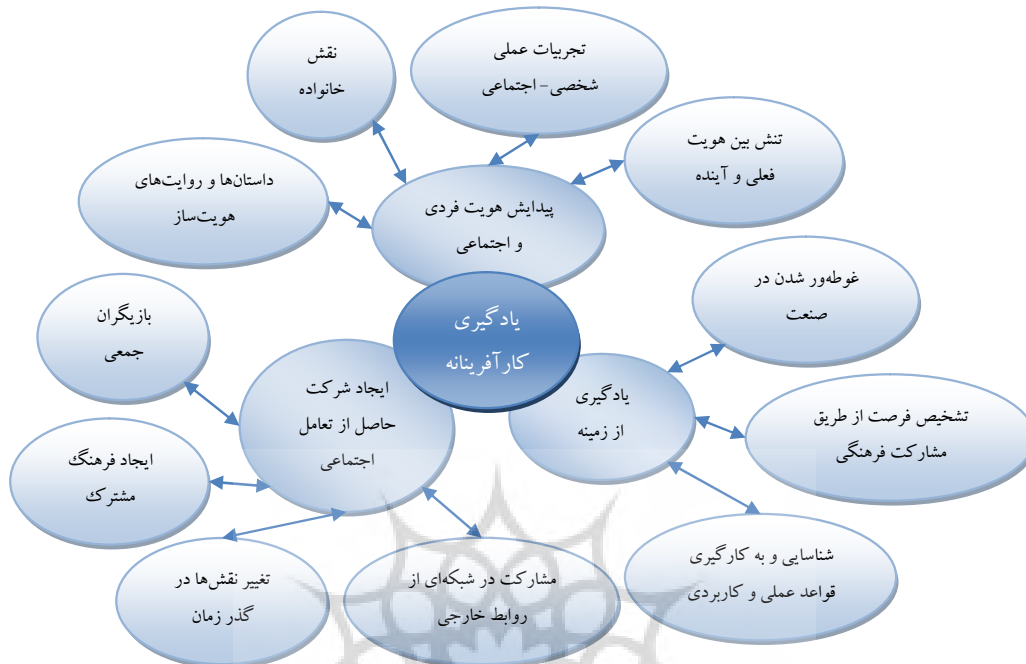 نقش
خانواده
تجربیات عملی
شخصی- اجتماعی
تنش بین هویت
فعلی و آینده
داستان‌ها و روایت‌های
هویت‌ساز
پیدایش هویت فردی
و اجتماعی
غوطه‌ور شدن در
صنعت
یادگیری
کارآفرینانه
بازیگران
جمعی
ایجاد شرکت
حاصل از تعامل
اجتماعی
یادگیری
از زمینه
تشخیص فرصت از طریق
مشارکت فرهنگی
ایجاد فرهنگ
مشترک
شناسایی و به کارگیری
قواعد عملی و کاربردی
مشارکت در شبکه‌ای از
روابط خارجی
تغییر نقش‌ها در
گذر زمان